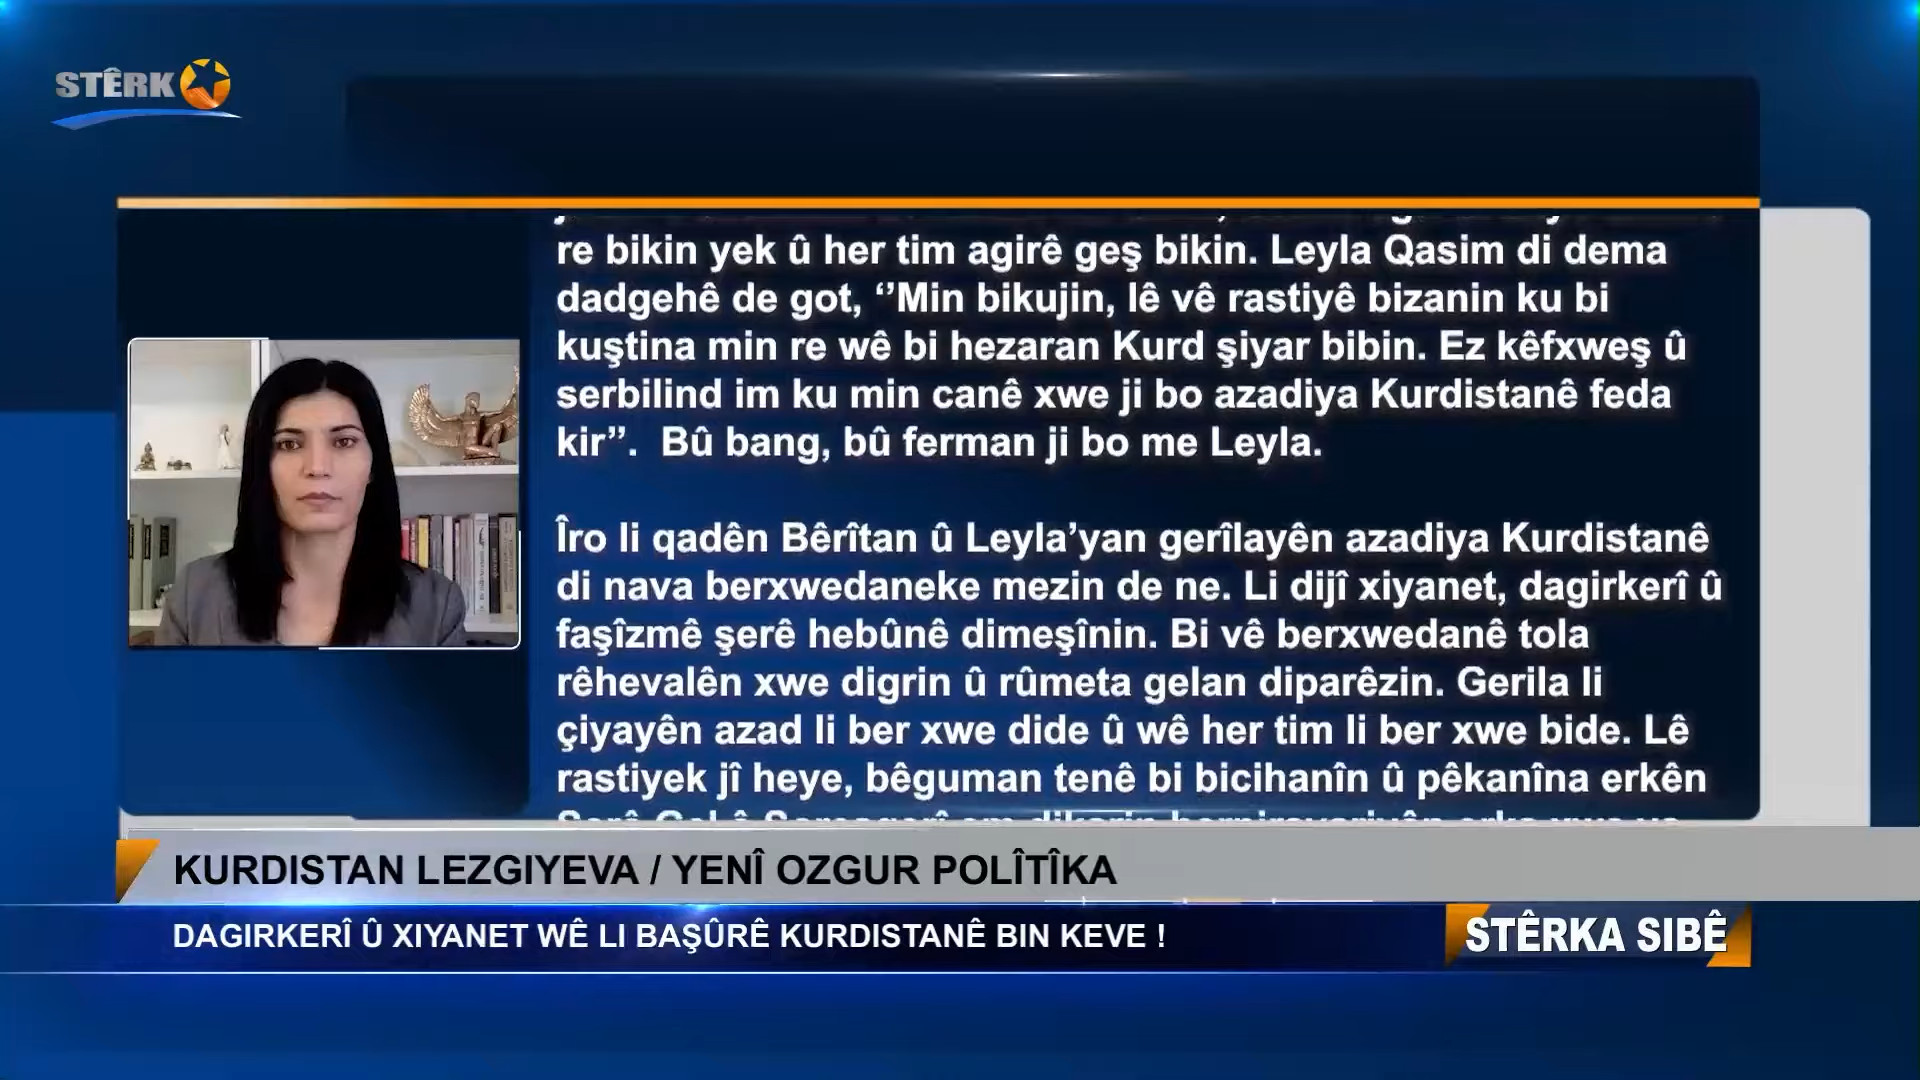 STÊRK
re bikin yek û her tim agirê geş bikin. Leyla Qasim di dema
dadgehê de got, ‘’Min bikujin, lê vê rastiyê bizanin ku bi
kuştina min re wê bi hezaran Kurd şiyar bibin. Ez kêfxweş û
serbilind im ku min canê xwe ji bo azadiya Kurdistanê feda
kir’’.  Bû bang, bû ferman ji bo me Leyla.
Îro li qadên Bêrîtan û Leyla’yan gerîlayên azadiya Kurdistanê
di nava berxwedaneke mezin de ne. Li dijî xiyanet, dagirkerî û
faşîzmê şerê hebûnê dimeşînin. Bi vê berxwedanê tola
rêhevalên xwe digrin û rûmeta gelan diparêzin. Gerila li
çiyayên azad li ber xwe dide û wê her tim li ber xwe bide. Lê
rastiyek jî heye, bêguman tenê bi bicihanîn û pêkanîna erkên
KURDISTAN LEZGIYEVA / YENÎ OZGUR POLÎTÎKA
DAGIRKERÎ Û XIYANET WÊ LI BAŞÛRÊ KURDISTANÊ BIN KEVE !
STÊRKA SIBÊ